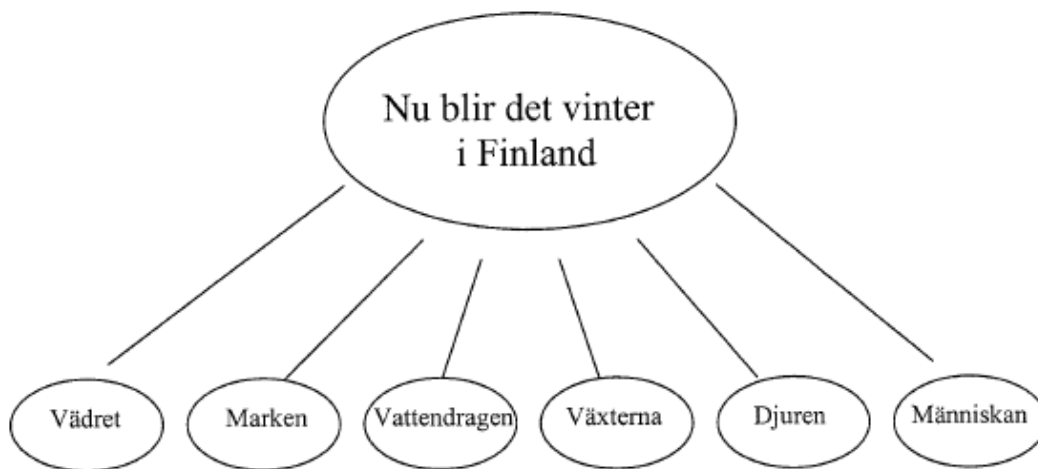 Nu blir det vinter
i Finland
Vädret
Marken
Vattendragen
Växterna
Djuren
Människan